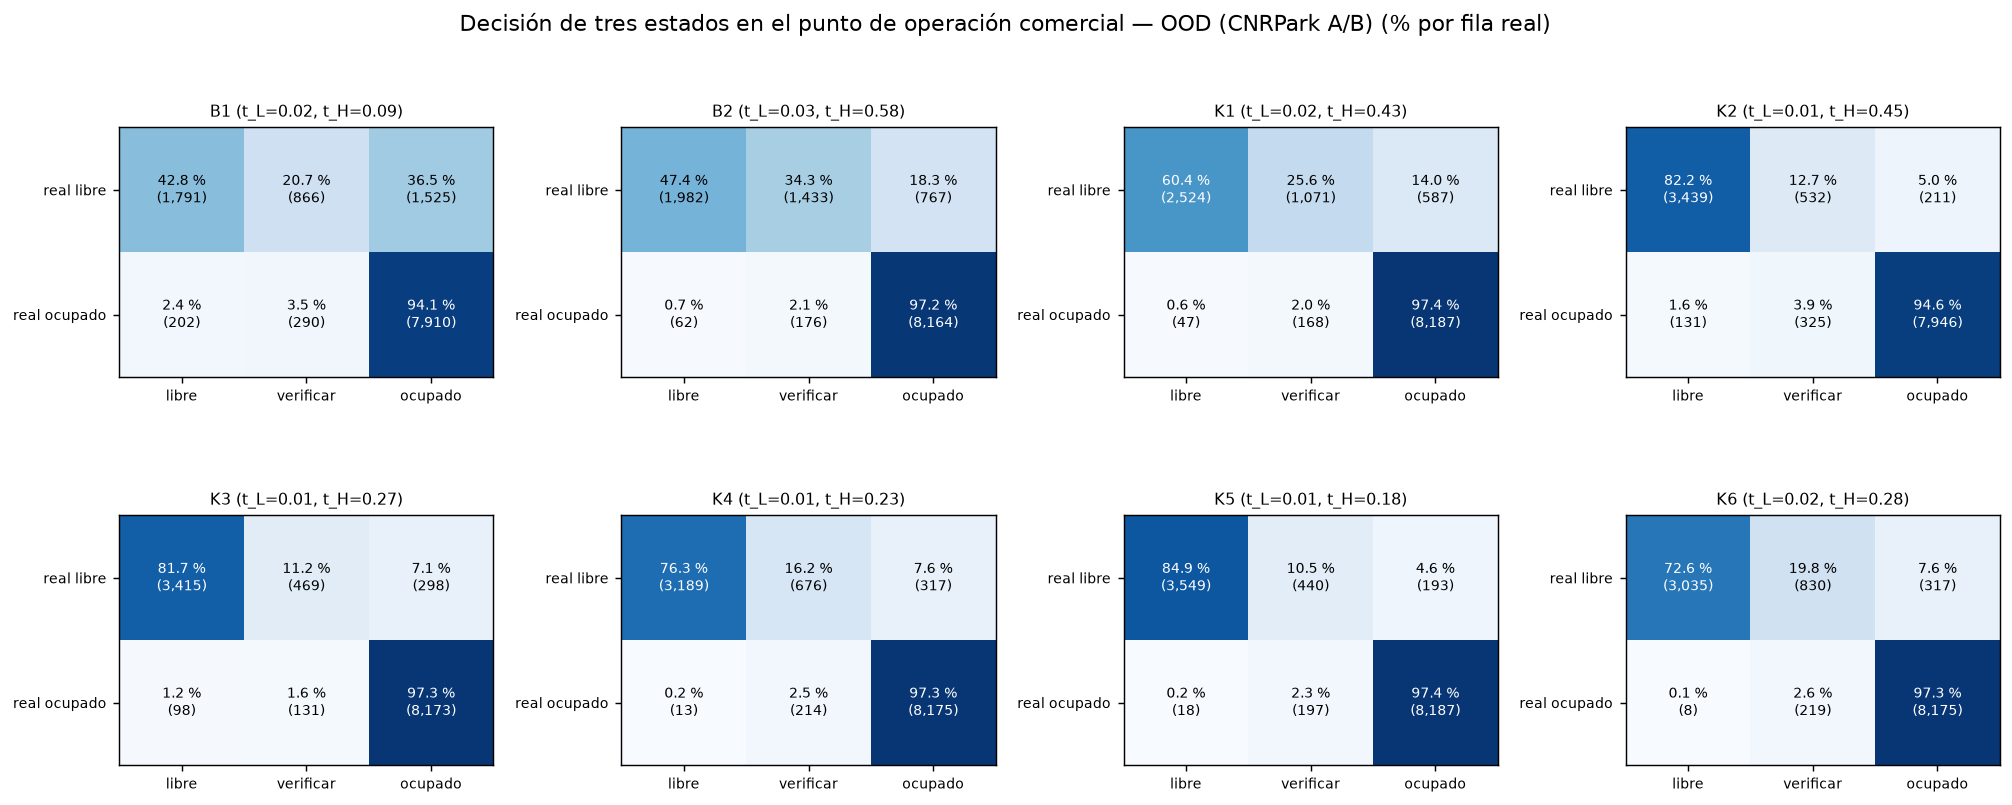 Decisión de tres estados en el punto de operación comercial — OOD (CNRPark A/B) (% por fila real)
B1 (t_L=0.02, t_H=0.09)
real libre
42.8 %
(1,791)
20.7 %
(866)
36.5 %
(1,525)
real ocupado
2.4 %
(202)
3.5 %
(290)
94.1 %
(7,910)
libre
verificar
ocupado
B2 (t_L=0.03, t_H=0.58)
real libre
47.4 %
(1,982)
34.3 %
(1,433)
18.3 %
(767)
real ocupado
0.7 %
(62)
2.1 %
(176)
97.2 %
(8,164)
libre
verificar
ocupado
K1 (t_L=0.02, t_H=0.43)
real libre
60.4 %
(2,524)
25.6 %
(1,071)
14.0 %
(587)
real ocupado
0.6 %
(47)
2.0 %
(168)
97.4 %
(8,187)
libre
verificar
ocupado
K2 (t_L=0.01, t_H=0.45)
real libre
82.2 %
(3,439)
12.7 %
(532)
5.0 %
(211)
real ocupado
1.6 %
(131)
3.9 %
(325)
94.6 %
(7,946)
libre
verificar
ocupado
K3 (t_L=0.01, t_H=0.27)
real libre
81.7 %
(3,415)
11.2 %
(469)
7.1 %
(298)
real ocupado
1.2 %
(98)
1.6 %
(131)
97.3 %
(8,173)
libre
verificar
ocupado
K4 (t_L=0.01, t_H=0.23)
real libre
76.3 %
(3,189)
16.2 %
(676)
7.6 %
(317)
real ocupado
0.2 %
(13)
2.5 %
(214)
97.3 %
(8,175)
libre
verificar
ocupado
K5 (t_L=0.01, t_H=0.18)
real libre
84.9 %
(3,549)
10.5 %
(440)
4.6 %
(193)
real ocupado
0.2 %
(18)
2.3 %
(197)
97.4 %
(8,187)
libre
verificar
ocupado
K6 (t_L=0.02, t_H=0.28)
real libre
72.6 %
(3,035)
19.8 %
(830)
7.6 %
(317)
real ocupado
0.1 %
(8)
2.6 %
(219)
97.3 %
(8,175)
libre
verificar
ocupado